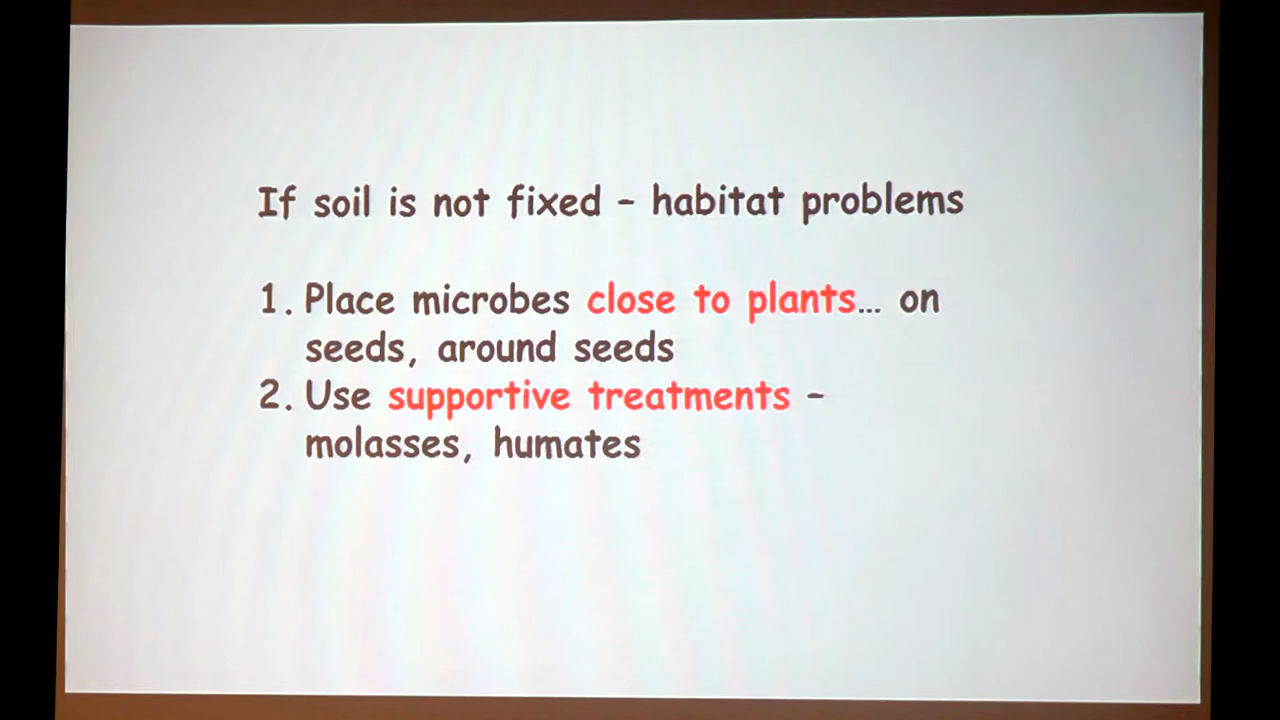 If soil is not fixed – habitat problems
1. Place microbes close to plants… on
seeds, around seeds
2. Use supportive treatments –
molasses, humates